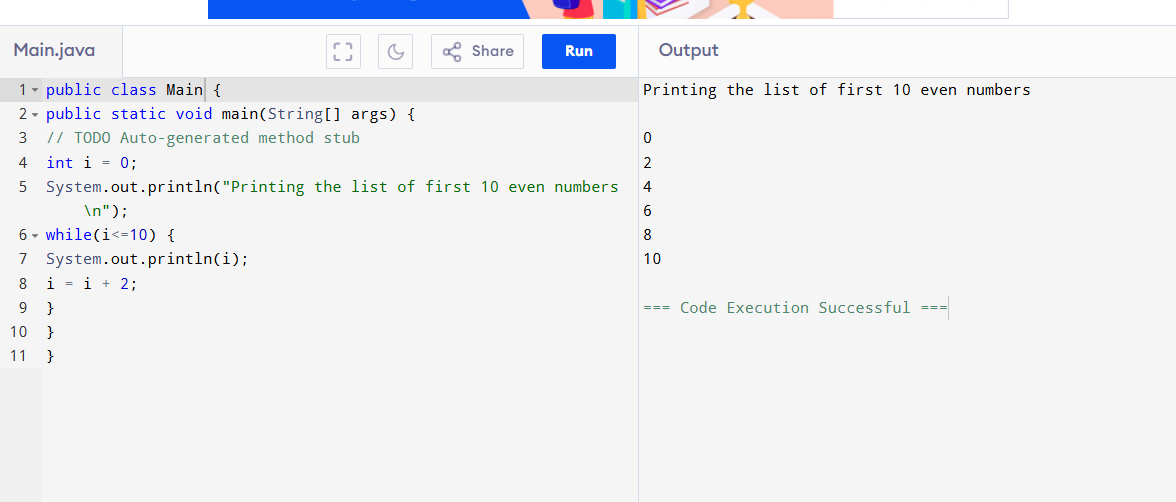 Main.java
Share
Run
Output
1 public class Main {
2 public static void main(String[] args) {
3 // TODO Auto-generated method stub
4 int i = 0;
5 System.out.println("Printing the list of first 10 even numbers
\n");
6 while(i<=10) {
7 System.out.println(i);
8 i = i + 2;
9 }
10 }
11 }
Printing the list of first 10 even numbers
0
2
4
6
8
10
=== Code Execution Successful ===